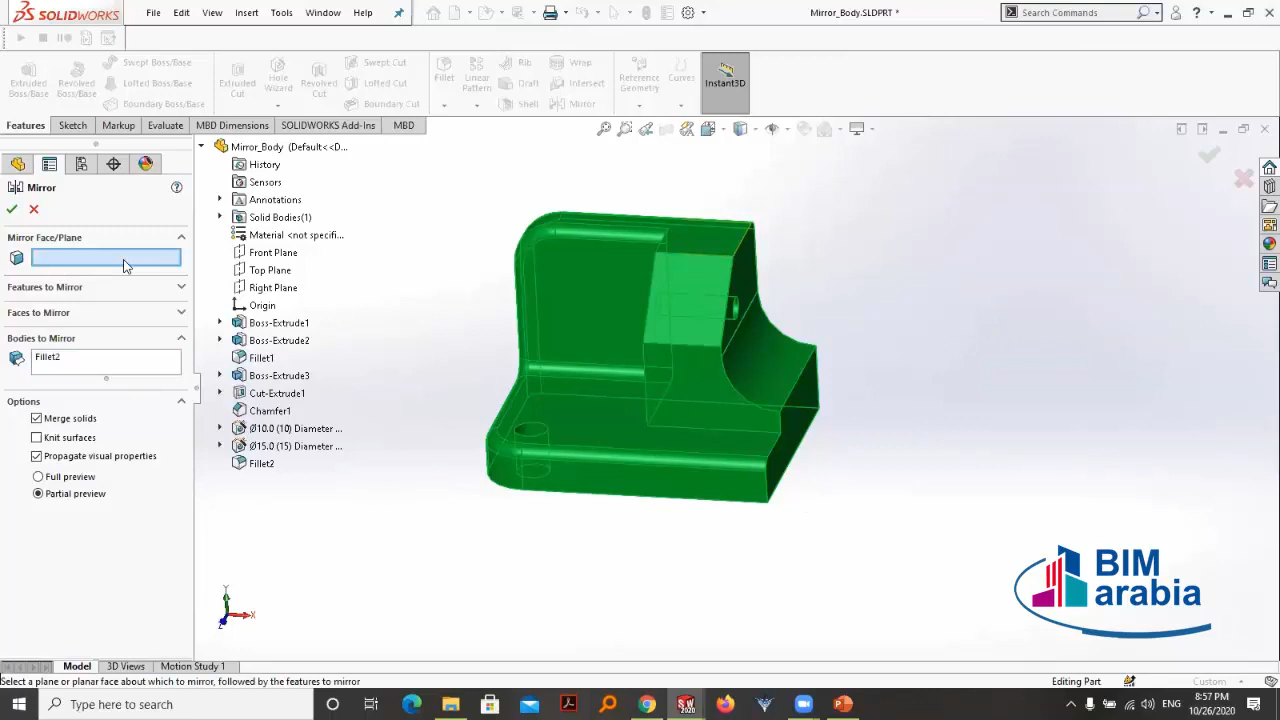 SOLIDWORKS
File Edit View Insert Tools Window Help
Mirror_Body.SLDPRT *
Search Commands
Extruded Boss/Base
Revolved Boss/Base
Swept Boss/Base
Lofted Boss/Base
Boundary Boss/Base
Extruded Cut
Hole Wizard
Revolved Cut
Swept Cut
Lofted Cut
Boundary Cut
Fillet
Linear Pattern
Rib
Draft
Shell
Wrap
Intersect
Mirror
Reference Geometry
Curves
Instant3D
Features Sketch Markup Evaluate MBD Dimensions SOLIDWORKS Add-Ins MBD
Mirror
Mirror Face/Plane
Features to Mirror
Faces to Mirror
Bodies to Mirror
Fillet2
Options
Merge solids
Knit surfaces
Propagate visual properties
Full preview
Partial preview
Mirror_Body (Default<<D...
History
Sensors
Annotations
Solid Bodies(1)
Material <not specifi...
Front Plane
Top Plane
Right Plane
Origin
Boss-Extrude1
Boss-Extrude2
Fillet1
Boss-Extrude3
Cut-Extrude1
Chamfer1
Ø10.0 (10) Diameter ...
Ø15.0 (15) Diameter ...
Fillet2
Y
X
Z
BIM
arabia
Model 3D Views Motion Study 1
Select a plane or planar face about which to mirror, followed by the features to mirror
Editing Part
Custom
Type here to search
ENG
8:57 PM
10/26/2020